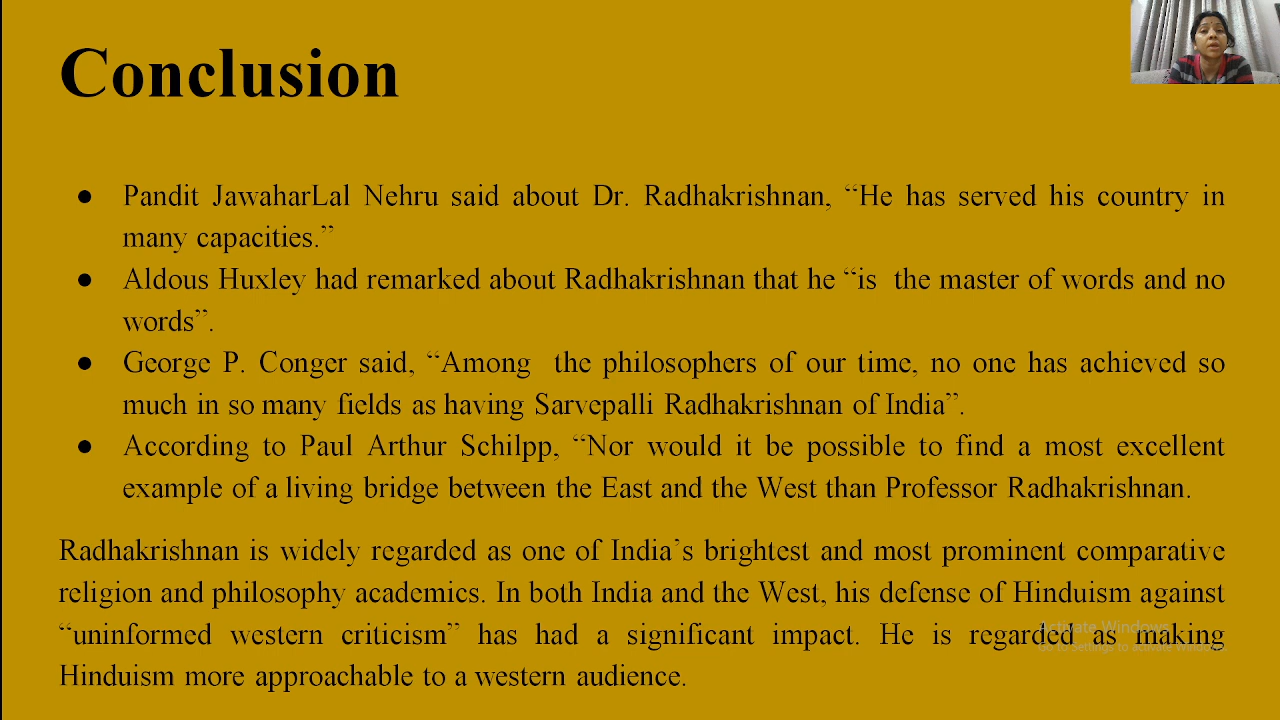 Conclusion
● Pandit JawaharLal Nehru said about Dr. Radhakrishnan, “He has served his country in
many capacities.”
● Aldous Huxley had remarked about Radhakrishnan that he “is the master of words and no
words”.
● George P. Conger said, “Among the philosophers of our time, no one has achieved so
much in so many fields as having Sarvepalli Radhakrishnan of India”.
● According to Paul Arthur Schilpp, “Nor would it be possible to find a most excellent
example of a living bridge between the East and the West than Professor Radhakrishnan.
Radhakrishnan is widely regarded as one of India’s brightest and most prominent comparative
religion and philosophy academics. In both India and the West, his defense of Hinduism against
“uninformed western criticism” has had a significant impact. He is regarded as making
Hinduism more approachable to a western audience.
Activate Windows
Go to Settings to activate Windows.